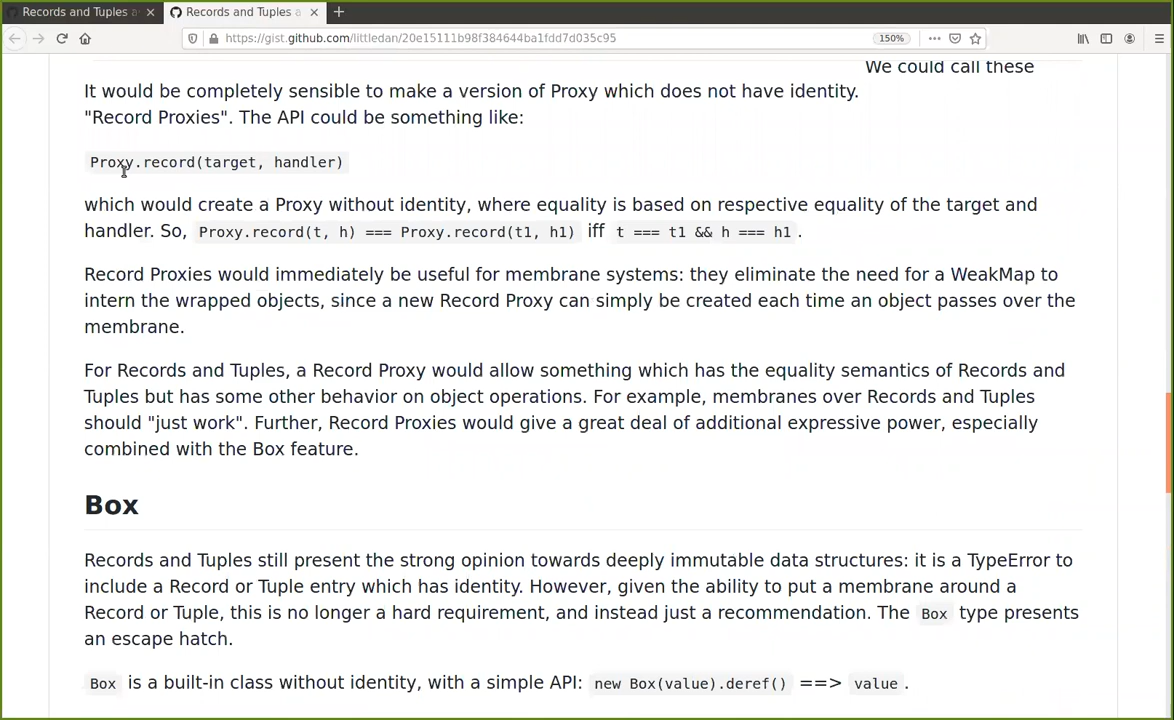 Records and Tuples a
Records and Tuples a
https://gist.github.com/littledan/20e15111b98f384644ba1fdd7d035c95
150%
We could call these
It would be completely sensible to make a version of Proxy which does not have identity.
"Record Proxies". The API could be something like:
Proxy.record(target, handler)
which would create a Proxy without identity, where equality is based on respective equality of the target and
handler. So, Proxy.record(t, h) === Proxy.record(t1, h1) iff t === t1 && h === h1.
Record Proxies would immediately be useful for membrane systems: they eliminate the need for a WeakMap to
intern the wrapped objects, since a new Record Proxy can simply be created each time an object passes over the
membrane.
For Records and Tuples, a Record Proxy would allow something which has the equality semantics of Records and
Tuples but has some other behavior on object operations. For example, membranes over Records and Tuples
should "just work". Further, Record Proxies would give a great deal of additional expressive power, especially
combined with the Box feature.
Box
Records and Tuples still present the strong opinion towards deeply immutable data structures: it is a TypeError to
include a Record or Tuple entry which has identity. However, given the ability to put a membrane around a
Record or Tuple, this is no longer a hard requirement, and instead just a recommendation. The Box type presents
an escape hatch.
Box is a built-in class without identity, with a simple API: new Box(value).deref() ==> value.